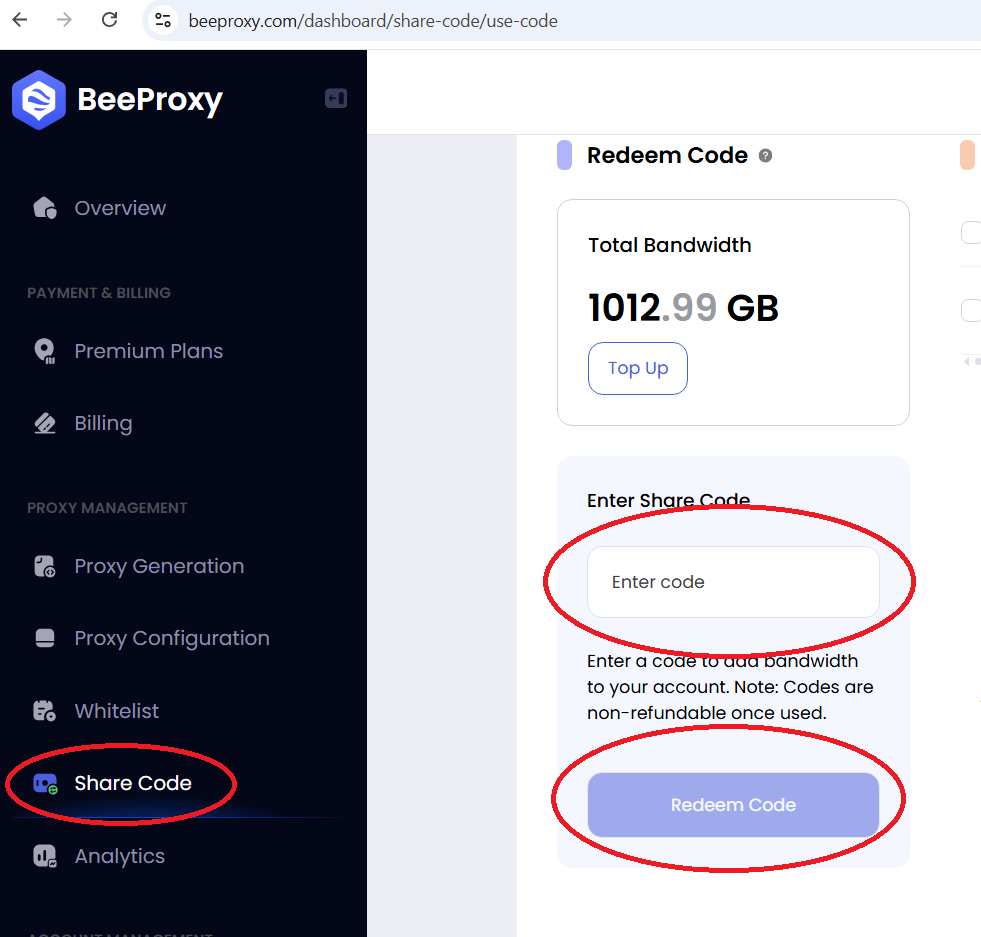 beeproxy.com/dashboard/share-code/use-code
BeeProxy
Overview
PAYMENT & BILLING
Premium Plans
Billing
PROXY MANAGEMENT
Proxy Generation
Proxy Configuration
Whitelist
Share Code
Analytics
ACCOUNT MANAGEMENT
Redeem Code ?
Total Bandwidth
1012.99 GB
Top Up
Enter Share Code
Enter code
Enter a code to add bandwidth
to your account. Note: Codes are
non-refundable once used.
Redeem Code